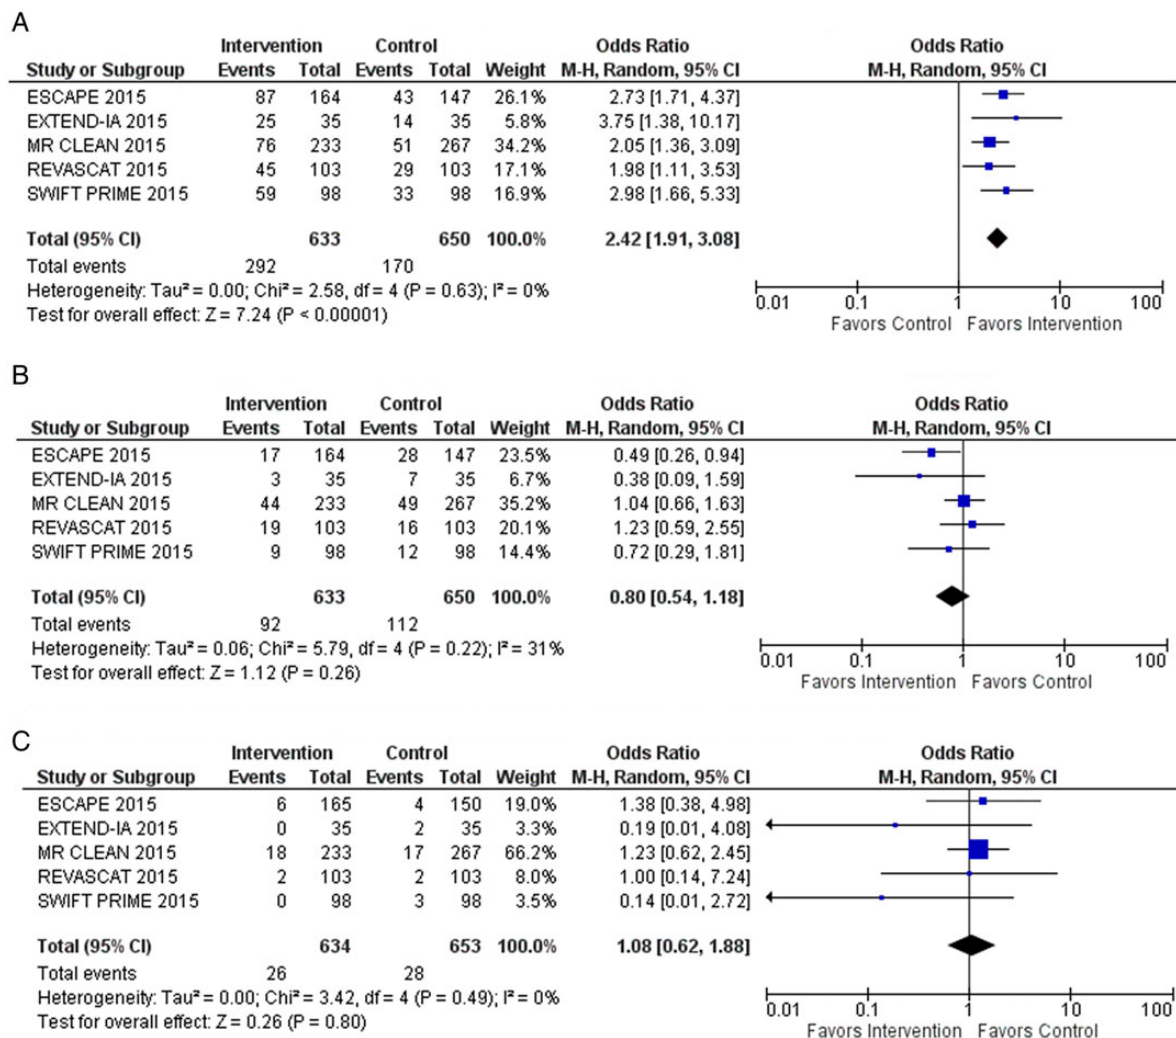 A
Intervention Control Odds Ratio Odds Ratio
Study or Subgroup Events Total Events Total Weight M-H, Random, 95% CI M-H, Random, 95% CI
ESCAPE 2015 87 164 43 147 26.1% 2.73 [1.71, 4.37]
EXTEND-IA 2015 25 35 14 35 5.8% 3.75 [1.38, 10.17]
MR CLEAN 2015 76 233 51 267 34.2% 2.05 [1.36, 3.09]
REVASCAT 2015 45 103 29 103 17.1% 1.98 [1.11, 3.53]
SWIFT PRIME 2015 59 98 33 98 16.9% 2.98 [1.66, 5.33]
Total (95% CI) 633 650 100.0% 2.42 [1.91, 3.08]
Total events 292 170
Heterogeneity: Tau² = 0.00; Chi² = 2.58, df = 4 (P = 0.63); I² = 0%
Test for overall effect: Z = 7.24 (P < 0.00001)
0.01 0.1 1 10 100
Favors Control Favors Intervention
B
Intervention Control Odds Ratio Odds Ratio
Study or Subgroup Events Total Events Total Weight M-H, Random, 95% CI M-H, Random, 95% CI
ESCAPE 2015 17 164 28 147 23.5% 0.49 [0.26, 0.94]
EXTEND-IA 2015 3 35 7 35 6.7% 0.38 [0.09, 1.59]
MR CLEAN 2015 44 233 49 267 35.2% 1.04 [0.66, 1.63]
REVASCAT 2015 19 103 16 103 20.1% 1.23 [0.59, 2.55]
SWIFT PRIME 2015 9 98 12 98 14.4% 0.72 [0.29, 1.81]
Total (95% CI) 633 650 100.0% 0.80 [0.54, 1.18]
Total events 92 112
Heterogeneity: Tau² = 0.06; Chi² = 5.79, df = 4 (P = 0.22); I² = 31%
Test for overall effect: Z = 1.12 (P = 0.26)
0.01 0.1 1 10 100
Favors Intervention Favors Control
C
Intervention Control Odds Ratio Odds Ratio
Study or Subgroup Events Total Events Total Weight M-H, Random, 95% CI M-H, Random, 95% CI
ESCAPE 2015 6 165 4 150 19.0% 1.38 [0.38, 4.98]
EXTEND-IA 2015 0 35 2 35 3.3% 0.19 [0.01, 4.08]
MR CLEAN 2015 18 233 17 267 66.2% 1.23 [0.62, 2.45]
REVASCAT 2015 2 103 2 103 8.0% 1.00 [0.14, 7.24]
SWIFT PRIME 2015 0 98 3 98 3.5% 0.14 [0.01, 2.72]
Total (95% CI) 634 653 100.0% 1.08 [0.62, 1.88]
Total events 26 28
Heterogeneity: Tau² = 0.00; Chi² = 3.42, df = 4 (P = 0.49); I² = 0%
Test for overall effect: Z = 0.26 (P = 0.80)
0.01 0.1 1 10 100
Favors Intervention Favors Control